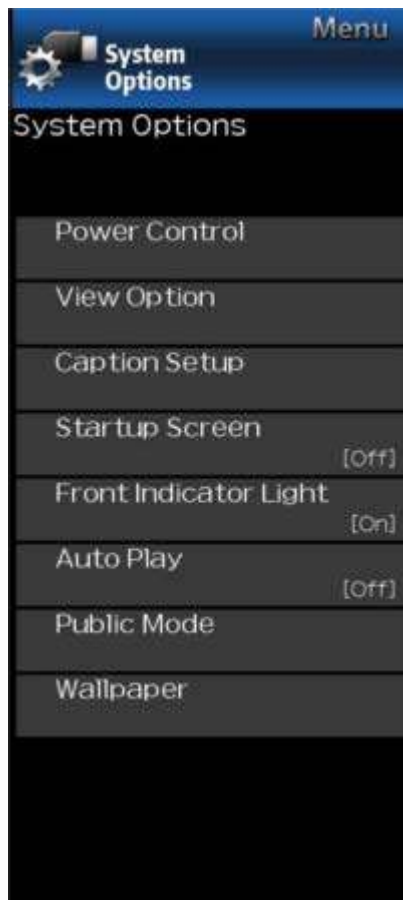 Menu
System
Options
System Options
Power Control
View Option
Caption Setup
Startup Screen
[Off]
Front Indicator Light
[On]
Auto Play
[Off]
Public Mode
Wallpaper